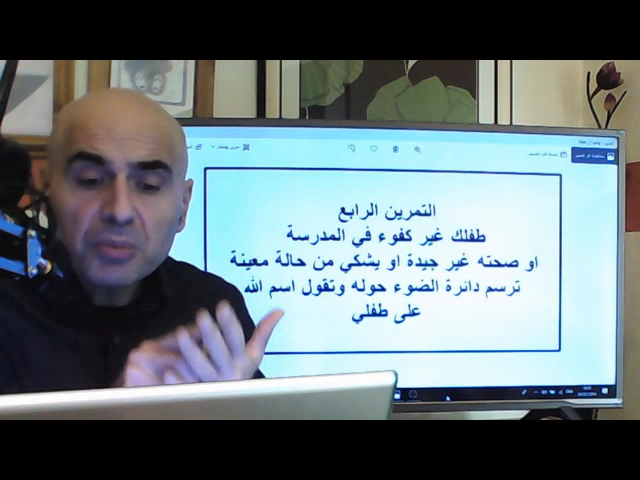 التمرين الرابع
طفلك غير كفوء في المدرسة
او صحته غير جيدة او يشكي من حالة معينة
ترسم دائرة الضوء حوله وتقول اسم الله
على طفلي